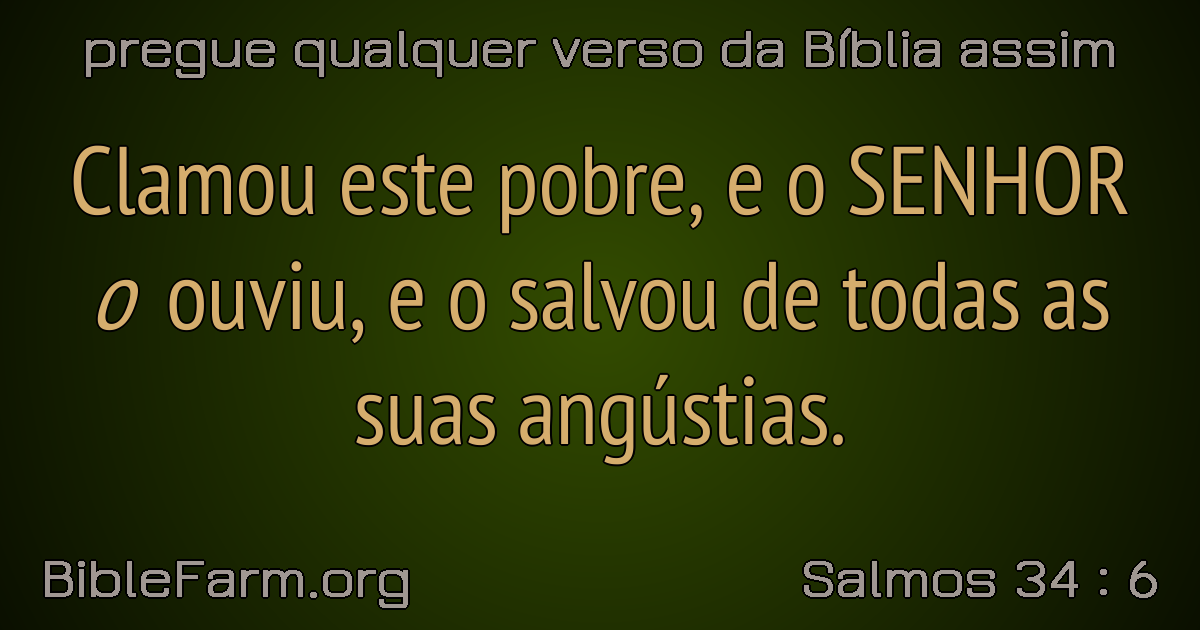 pregue qualquer verso da Bíblia assim
Clamou este pobre, e o SENHOR
o ouviu, e o salvou de todas as
suas angústias.
BibleFarm.org
Salmos 34 : 6